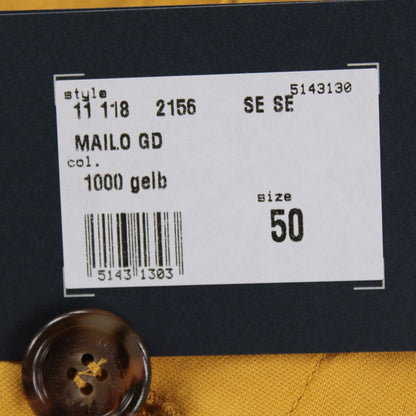 style 5143130
11 118 2156 SE SE
MAILO GD
col.
1000 gelb
size
50
5143 1303